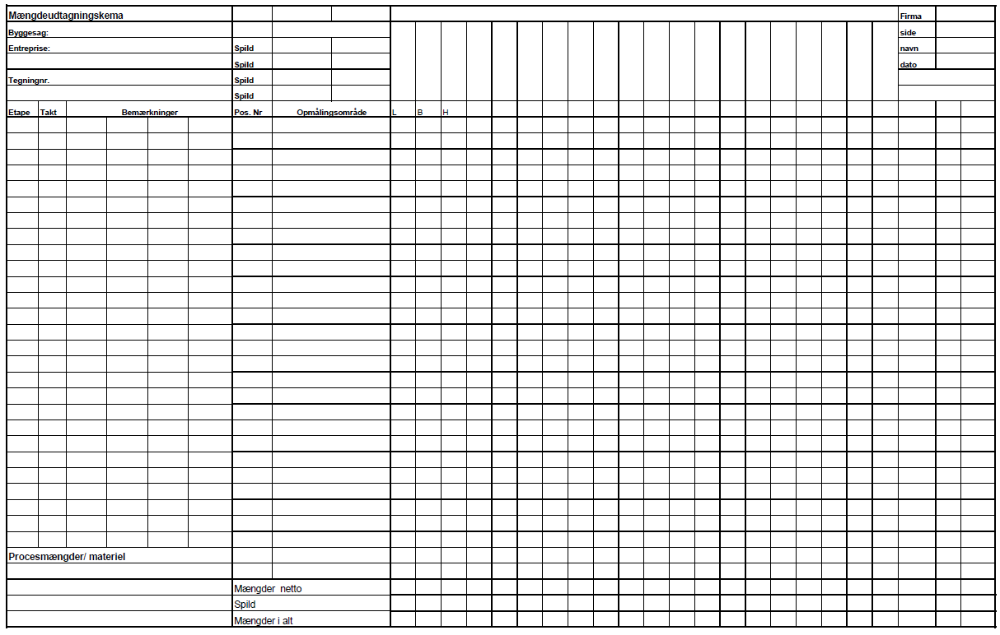 Mængdeudtagningskema Firma
Byggesag: side
Entreprise: Spild navn
Spild dato
Tegningnr. Spild
Spild
Etape Takt Bemærkninger Pos. Nr Opmålingsområde L B H
Procesmængder/ materiel
Mængder netto
Spild
Mængder i alt